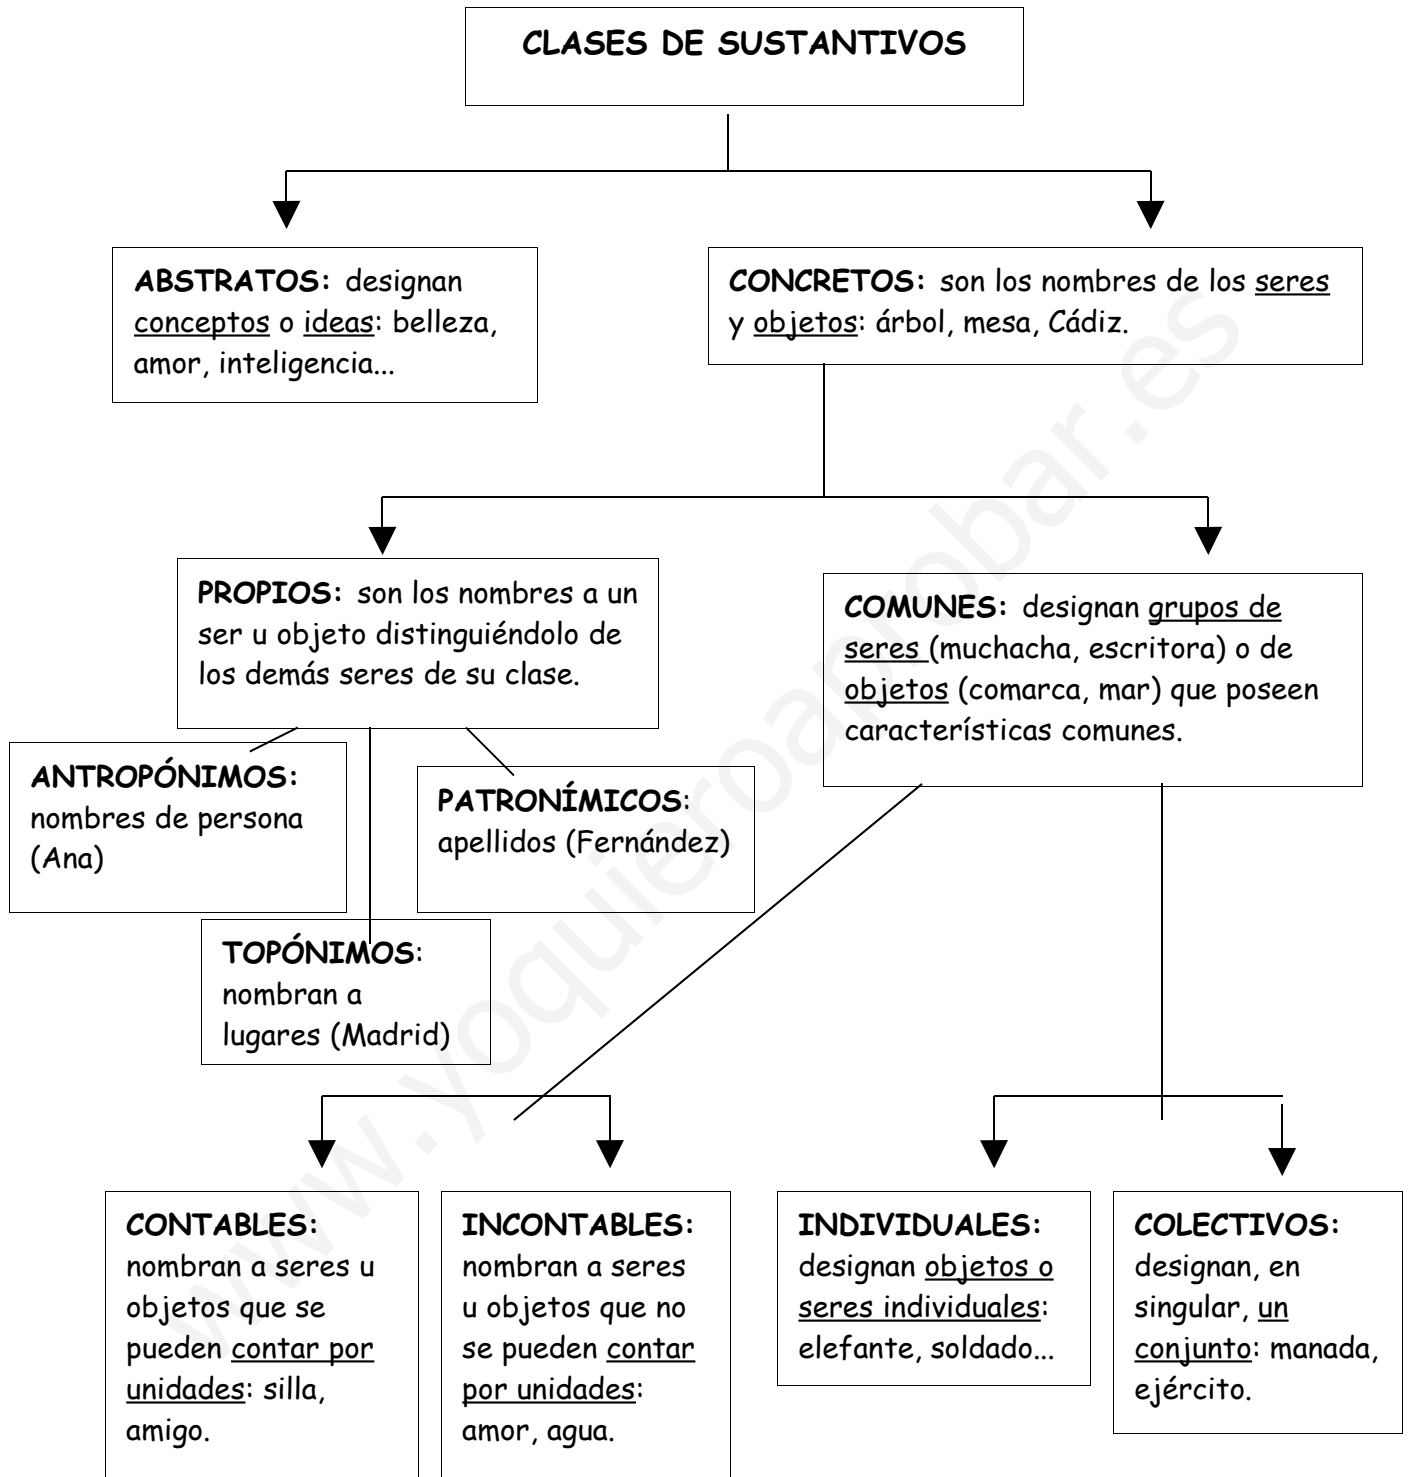 CLASES DE SUSTANTIVOS
ABSTRATOS: designan
conceptos o ideas: belleza,
amor, inteligencia...
CONCRETOS: son los nombres de los seres
y objetos: árbol, mesa, Cádiz.
PROPIOS: son los nombres a un
ser u objeto distinguiéndolo de
los demás seres de su clase.
COMUNES: designan grupos de
seres (muchacha, escritora) o de
objetos (comarca, mar) que poseen
características comunes.
ANTROPÓNIMOS:
nombres de persona
(Ana)
PATRONÍMICOS:
apellidos (Fernández)
TOPÓNIMOS:
nombran a
lugares (Madrid)
CONTABLES:
nombran a seres u
objetos que se
pueden contar por
unidades: silla,
amigo.
INCONTABLES:
nombran a seres
u objetos que no
se pueden contar
por unidades:
amor, agua.
INDIVIDUALES:
designan objetos o
seres individuales:
elefante, soldado...
COLECTIVOS:
designan, en
singular, un
conjunto: manada,
ejército.
www.yoquieroaprobar.es